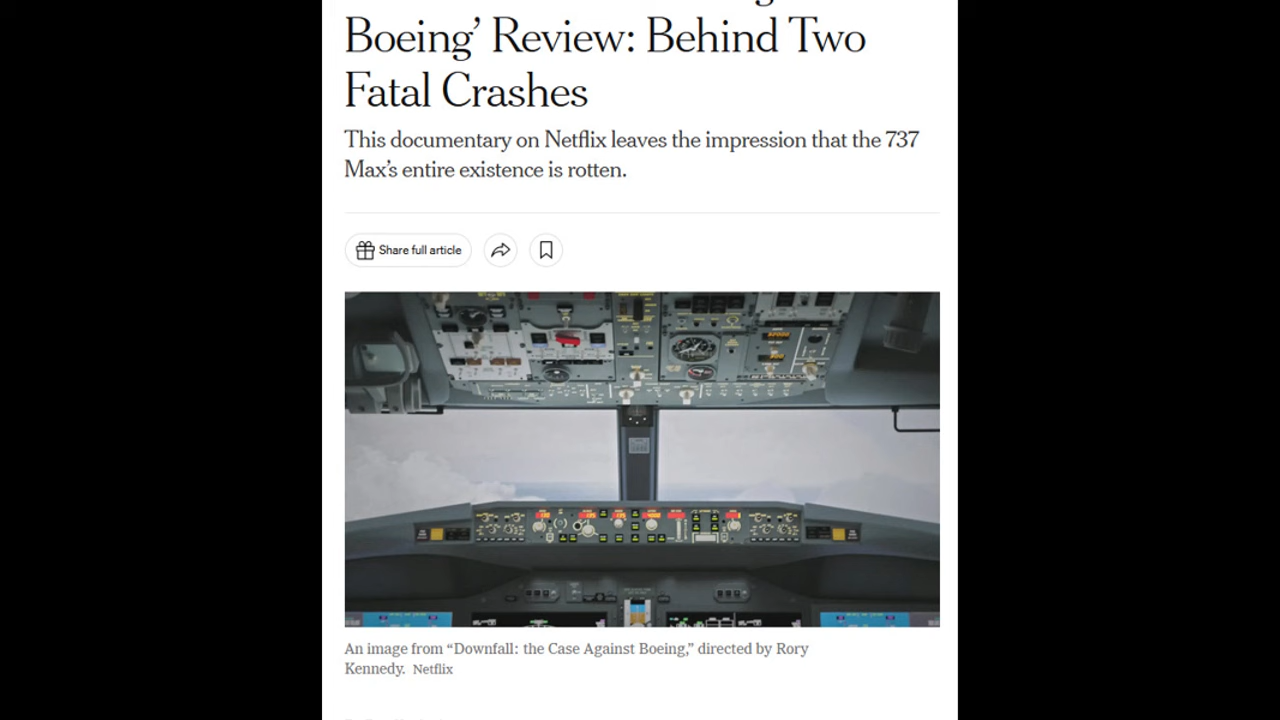 Boeing’ Review: Behind Two
Fatal Crashes
This documentary on Netflix leaves the impression that the 737
Max’s entire existence is rotten.
Share full article
An image from “Downfall: the Case Against Boeing,” directed by Rory
Kennedy. Netflix